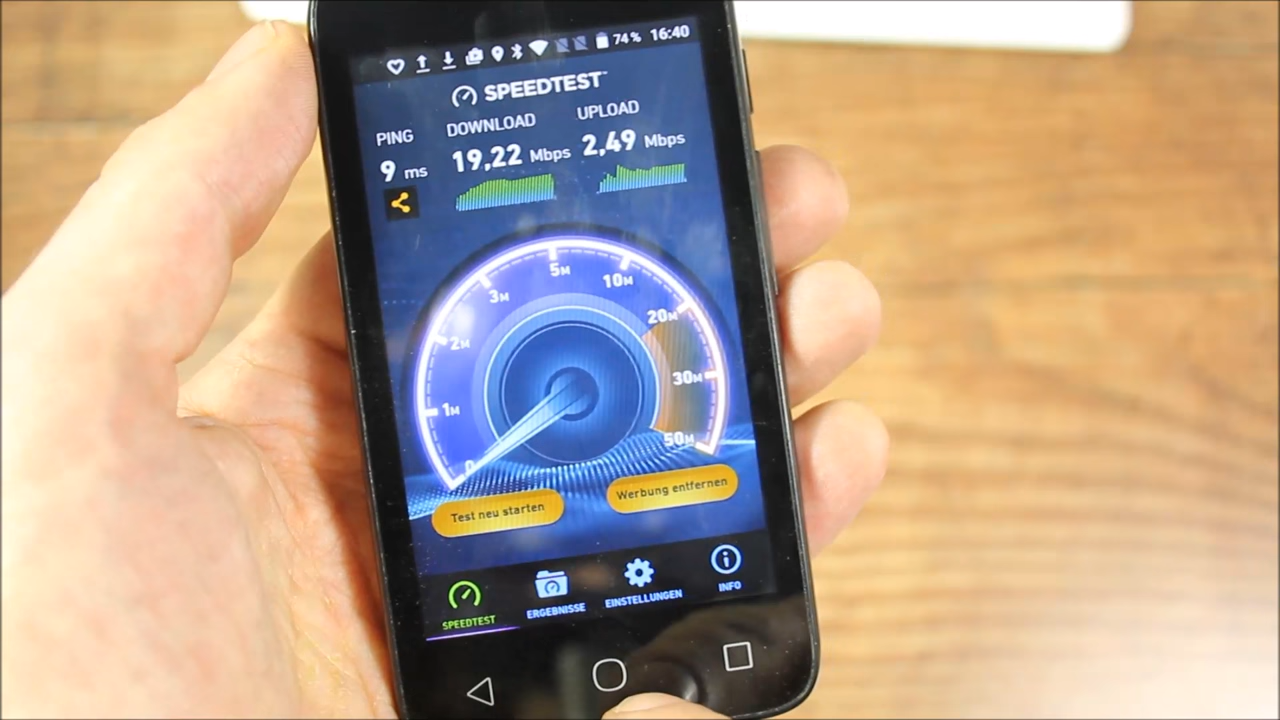 74% 16:40
SPEEDTEST™
PING DOWNLOAD UPLOAD
9 ms 19,22 Mbps 2,49 Mbps
0
1M
2M
3M
5M
10M
20M
30M
50M
Test neu starten Werbung entfernen
SPEEDTEST ERGEBNISSE EINSTELLUNGEN INFO